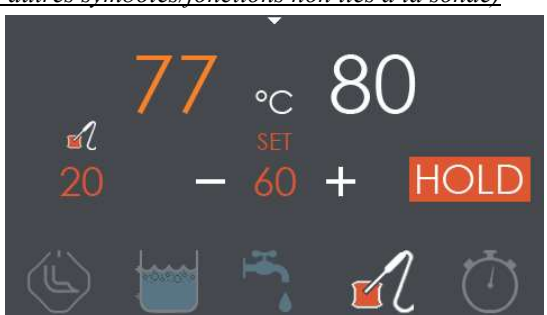 autres symboles/fonctions non liés à la sonde)
77 °C 80
SET
20 − 60 + HOLD